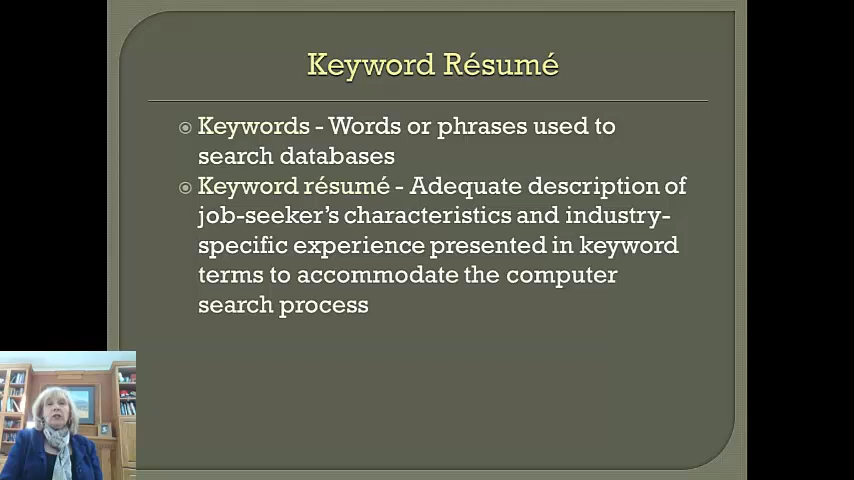 Keyword Résumé
Keywords - Words or phrases used to
search databases
Keyword résumé - Adequate description of
job-seeker's characteristics and industry-
specific experience presented in keyword
terms to accommodate the computer
search process